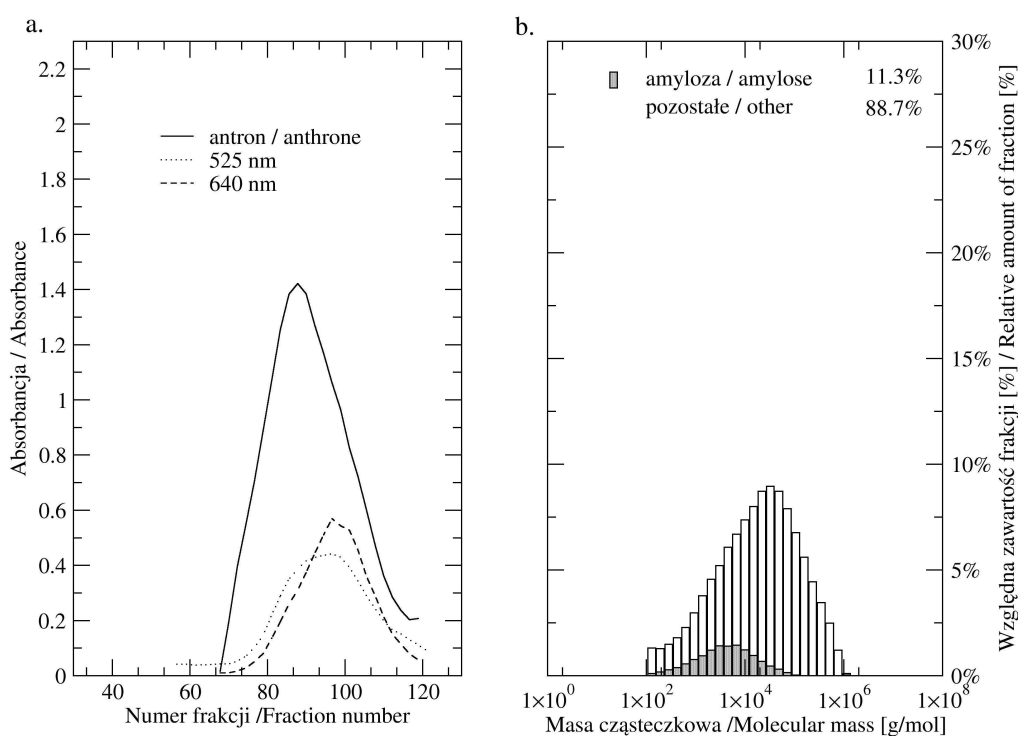 a.
2.2
2
1.8
1.6
1.4
1.2
1
0.8
0.6
0.4
0.2
0
Absorbancja / Absorbance
antron / anthrone
525 nm
640 nm
40 60 80 100 120
Numer frakcji /Fraction number
b.
amyloza / amylose 11.3%
pozostałe / other 88.7%
30%
25%
20%
15%
10%
5%
0%
Względna zawartość frakcji [%] / Relative amount of fraction [%]
1×10⁰ 1×10² 1×10⁴ 1×10⁶ 1×10⁸
Masa cząsteczkowa /Molecular mass [g/mol]